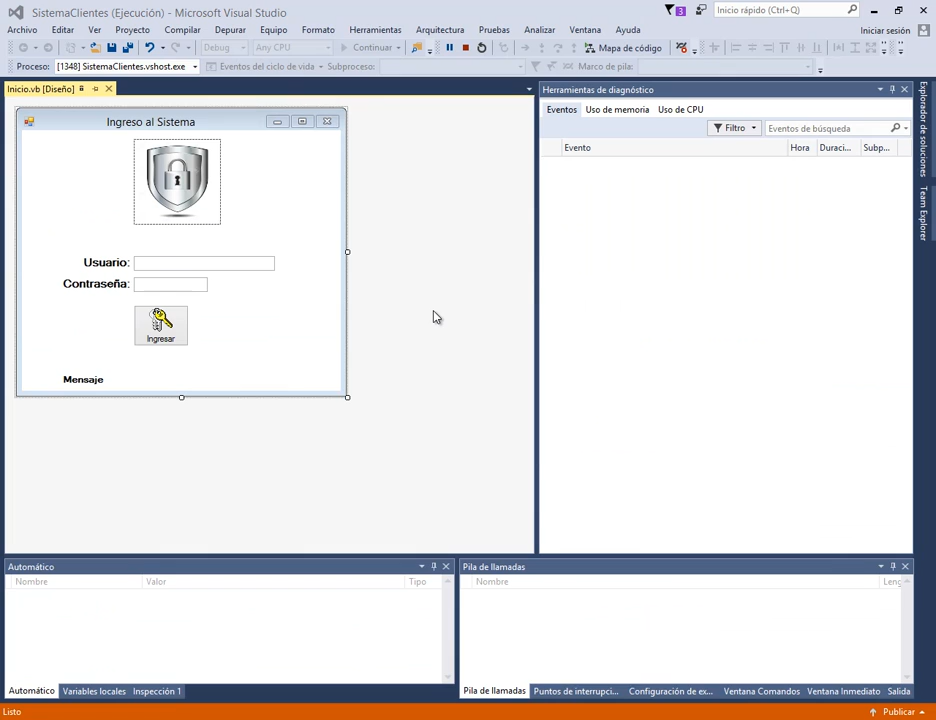 SistemaClientes (Ejecución) - Microsoft Visual Studio
3
Inicio rápido (Ctrl+Q)
Archivo Editar Ver Proyecto Compilar Depurar Equipo Formato Herramientas Arquitectura Pruebas Analizar Ventana Ayuda Iniciar sesión
Debug Any CPU Continuar Mapa de código
Proceso: [1348] SistemaClientes.vshost.exe Eventos del ciclo de vida Subproceso: Marco de pila:
Inicio.vb [Diseño]
Herramientas de diagnóstico
Eventos Uso de memoria Uso de CPU
Filtro Eventos de búsqueda
Evento Hora Duraci... Subp...
Ingreso al Sistema
Usuario:
Contraseña:
Ingresar
Mensaje
Explorador de soluciones
Team Explorer
Automático
Nombre Valor Tipo
Pila de llamadas
Nombre Leng
Automático Variables locales Inspección 1
Pila de llamadas Puntos de interrupci... Configuración de ex... Ventana Comandos Ventana Inmediato Salida
Listo
Publicar